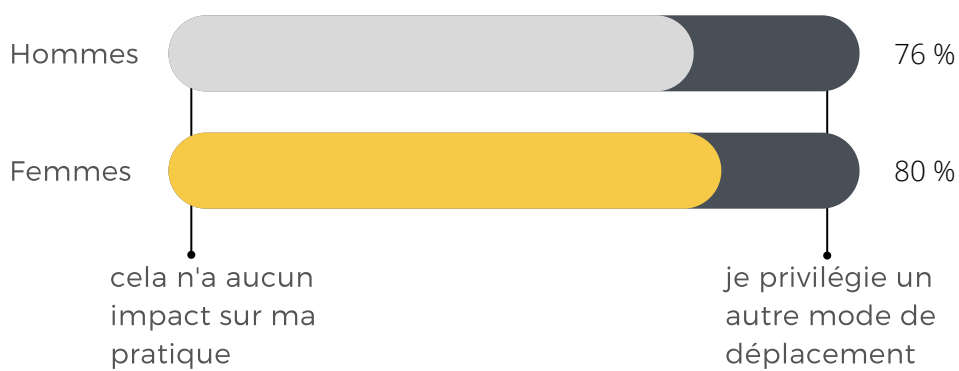 Hommes 76 %
Femmes 80 %
cela n'a aucun
impact sur ma
pratique
je privilégie un
autre mode de
déplacement